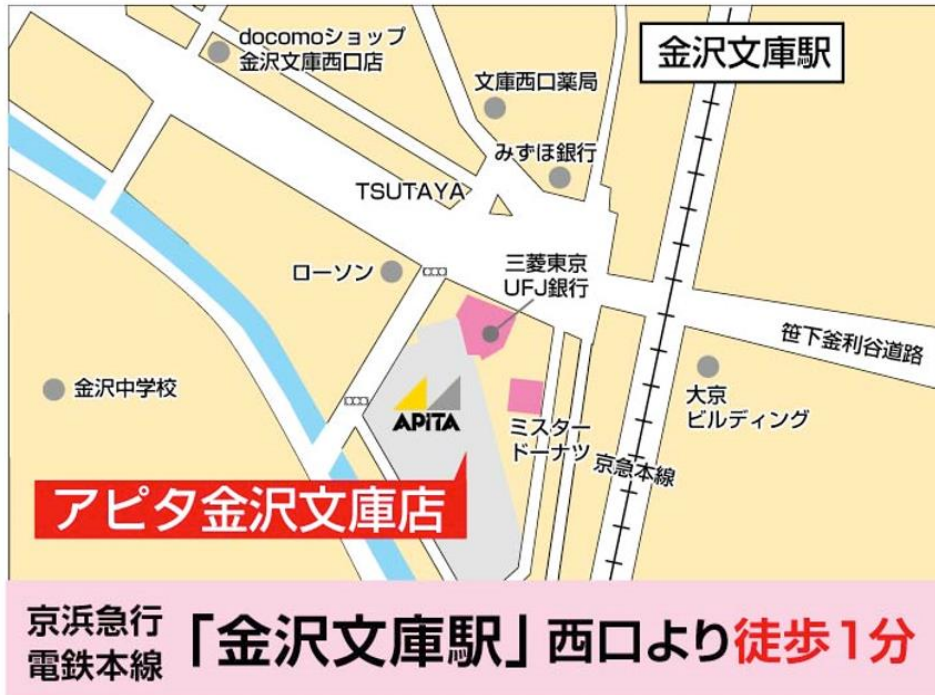 docomoショップ
金沢文庫西口店
金沢文庫駅
文庫西口薬局
みずほ銀行
TSUTAYA
ローソン
三菱東京
UFJ銀行
笹下釜利谷道路
金沢中学校
APiTA
ミスター
ドーナツ
大京
ビルディング
京急本線
アピタ金沢文庫店
京浜急行
電鉄本線
「金沢文庫駅」西口より徒歩1分